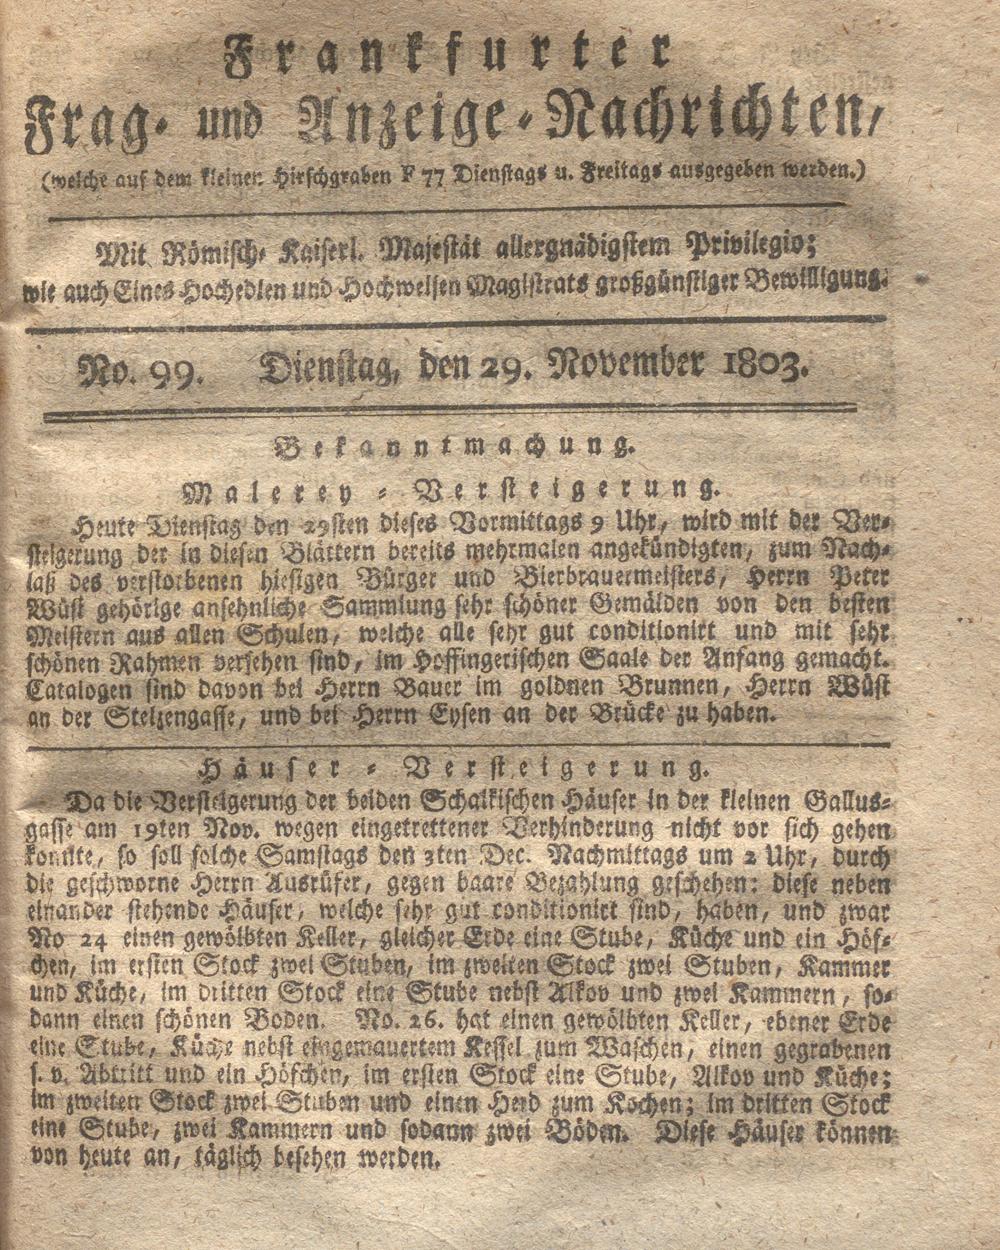 Frankfurter
Frag- und Anzeige-Nachrichten,
(welche auf dem kleinen Hirschgraben F 77 Dienstags u. Freitags ausgegeben werden.)
Mit Römisch-Kaiserl. Majestät allergnädigstem Privilegio;
wie auch Eines Hochedlen und Hochweisen Magistrats großgünstiger Bewilligung.
No. 99. Dienstag, den 29. November 1803.
Bekanntmachung.
Malerey-Versteigerung.
Heute Dienstag den 29sten dieses Vormittags 9 Uhr, wird mit der Ver-
steigerung der in diesen Blättern bereits mehrmalen angekündigten, zum Nach-
laß des verstorbenen hiesigen Bürger und Bierbrauermeisters, Herrn Peter
Wüst gehörige ansehnliche Sammlung sehr schöner Gemälden von den besten
Meistern aus allen Schulen, welche alle sehr gut conditionirt und mit sehr
schönen Rahmen versehen sind, im Hoffingerischen Saale der Anfang gemacht.
Catalogen sind davon bei Herrn Bauer im goldnen Brunnen, Herrn Wüst
an der Stelzengasse, und bei Herrn Eysen an der Brücke zu haben.
Häuser-Versteigerung.
Da die Versteigerung der beiden Schalkischen Häuser in der kleinen Gallus-
gasse am 19ten Nov. wegen eingetrettener Verhinderung nicht vor sich gehen
konnte, so soll solche Samstags den 3ten Dec. Nachmittags um 2 Uhr, durch
die geschworne Herrn Ausrüfer, gegen baare Bezahlung geschehen: diese neben
einander stehende Häuser, welche sehr gut conditionirt sind, haben, und zwar
No 24 einen gewölbten Keller, gleicher Erde eine Stube, Küche und ein Höf-
chen, im ersten Stock zwei Stuben, im zweiten Stock zwei Stuben, Kammer
und Küche, im dritten Stock eine Stube nebst Alkov und zwei Kammern, so-
dann einen schönen Boden. No. 26. hat einen gewölbten Keller, ebener Erde
eine Stube, Küche nebst eingemauertem Kessel zum Waschen, einen gegrabenen
s. v. Abtritt und ein Höfchen, im ersten Stock eine Stube, Alkov und Küche;
im zweiten Stock zwei Stuben und einen Herd zum Kochen; im dritten Stock
eine Stube, zwei Kammern und sodann zwei Böden. Diese Häuser können
von heute an, täglich besehen werden.